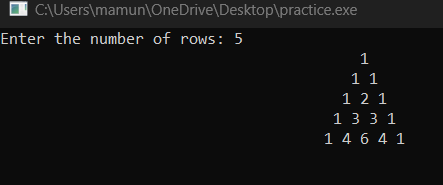 C:\Users\mamun\OneDrive\Desktop\practice.exe
Enter the number of rows: 5
1
1 1
1 2 1
1 3 3 1
1 4 6 4 1